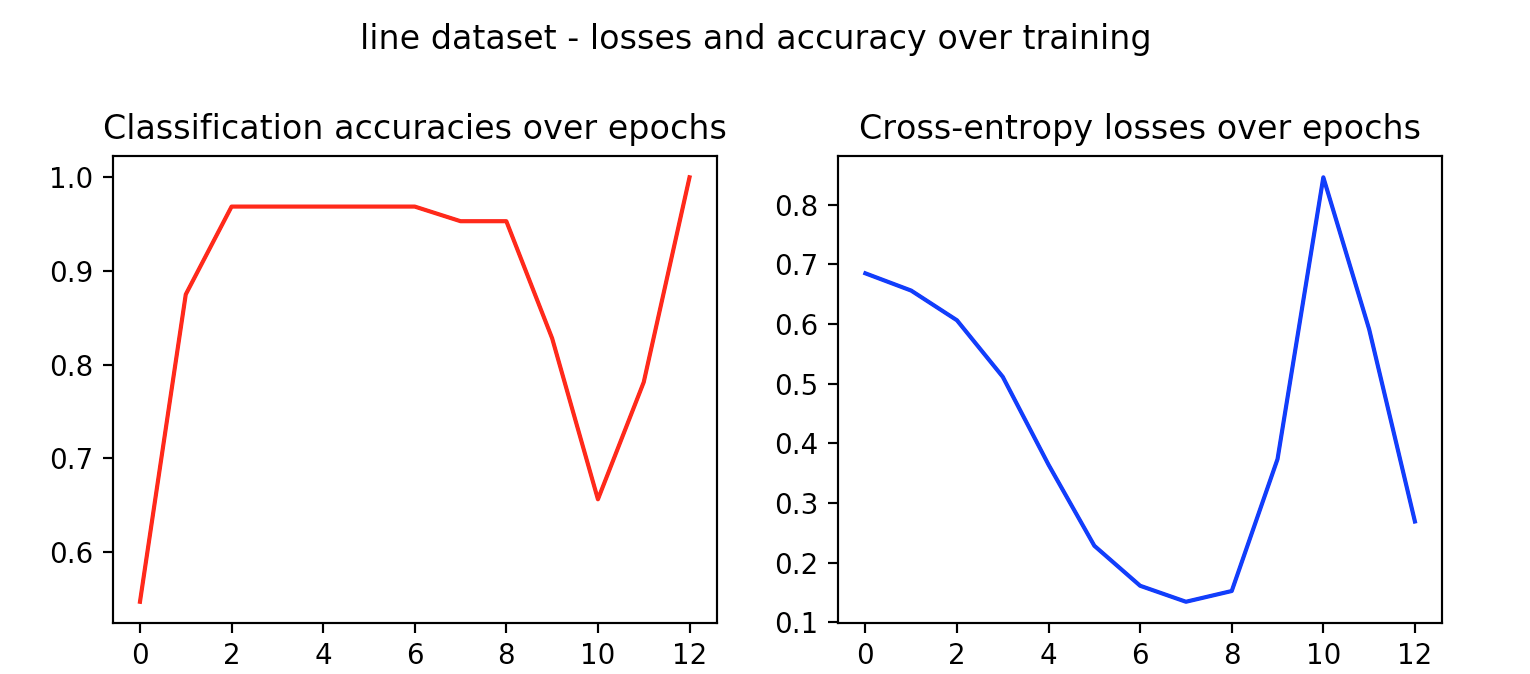 line dataset - losses and accuracy over training
Classification accuracies over epochs
1.0
0.9
0.8
0.7
0.6
0 2 4 6 8 10 12
Cross-entropy losses over epochs
0.8
0.7
0.6
0.5
0.4
0.3
0.2
0.1
0 2 4 6 8 10 12